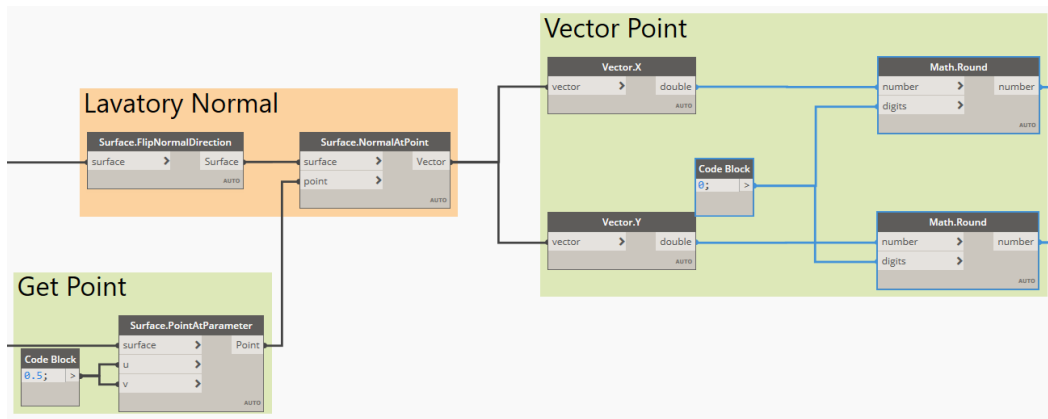 Lavatory Normal
Surface.FlipNormalDirection
surface > Surface
AUTO
Surface.NormalAtPoint
surface > Vector
point >
AUTO
Get Point
Code Block
0.5; >
Surface.PointAtParameter
surface > Point
u >
v >
AUTO
Vector Point
Vector.X
vector > double
AUTO
Math.Round
number > number
digits >
AUTO
Code Block
0; >
Vector.Y
vector > double
AUTO
Math.Round
number > number
digits >
AUTO